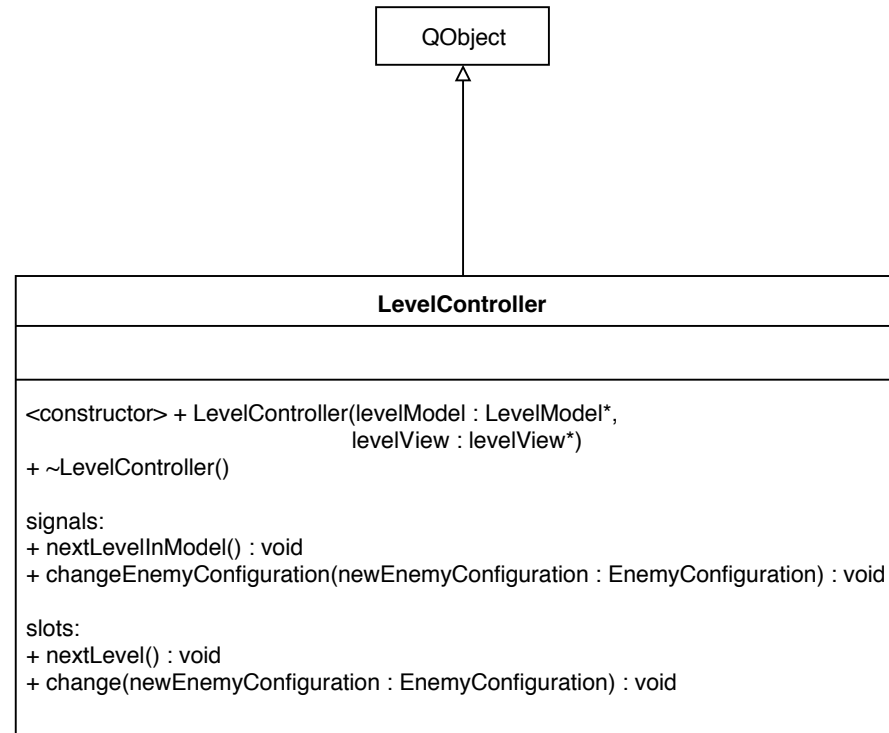 QObject
LevelController
<constructor> + LevelController(levelModel : LevelModel*,
levelView : levelView*)
+ ~LevelController()
signals:
+ nextLevelInModel() : void
+ changeEnemyConfiguration(newEnemyConfiguration : EnemyConfiguration) : void
slots:
+ nextLevel() : void
+ change(newEnemyConfiguration : EnemyConfiguration) : void